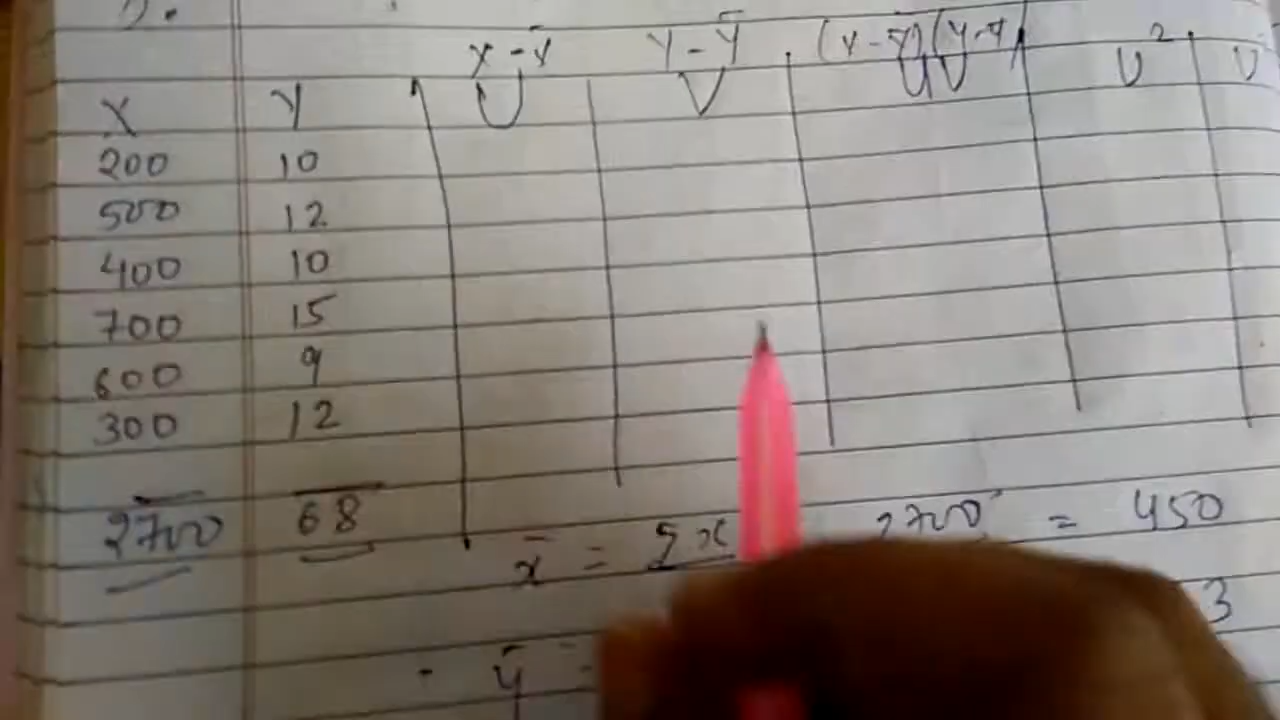 X - X̄ Y - Ȳ (X - X̄)(Y - Ȳ)
X Y U V UV U² V
200 10
500 12
400 10
700 15
600 9
300 12
2700 68
x̄ = Σx 2700 = 450
ȳ = 3